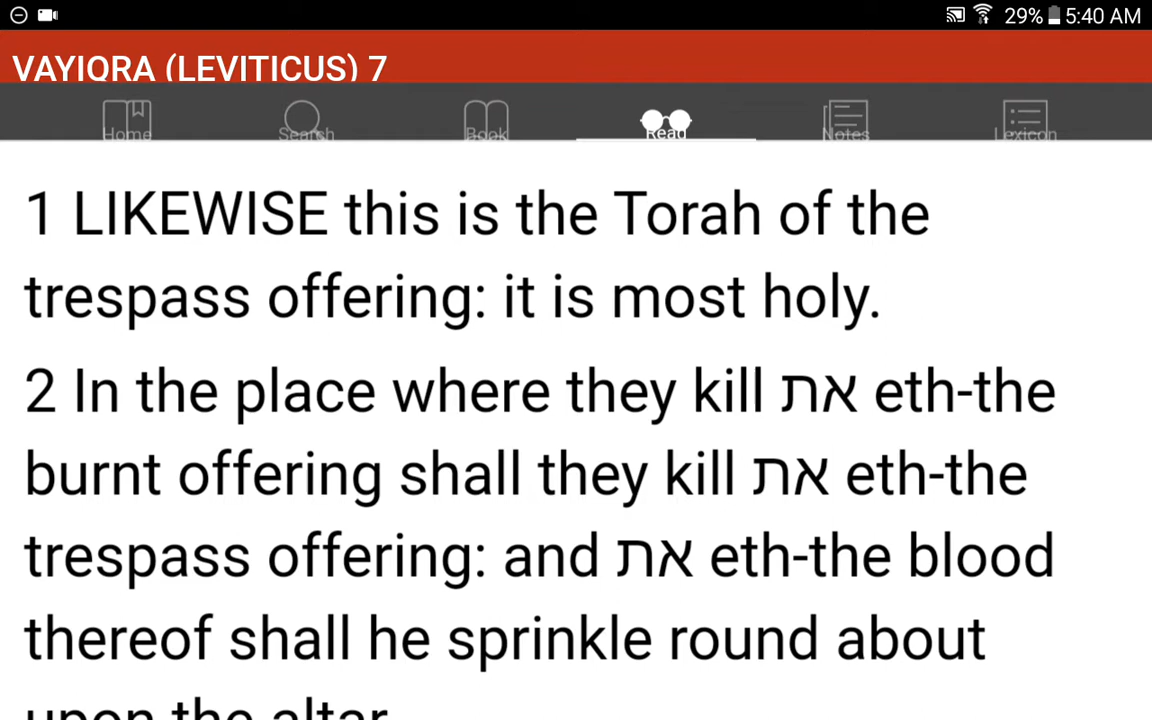 29% 5:40 AM
VAYIQRA (LEVITICUS) 7
Home Search Book Read Notes Lexicon
1 LIKEWISE this is the Torah of the
trespass offering: it is most holy.
2 In the place where they kill את eth-the
burnt offering shall they kill את eth-the
trespass offering: and את eth-the blood
thereof shall he sprinkle round about
upon the altar.